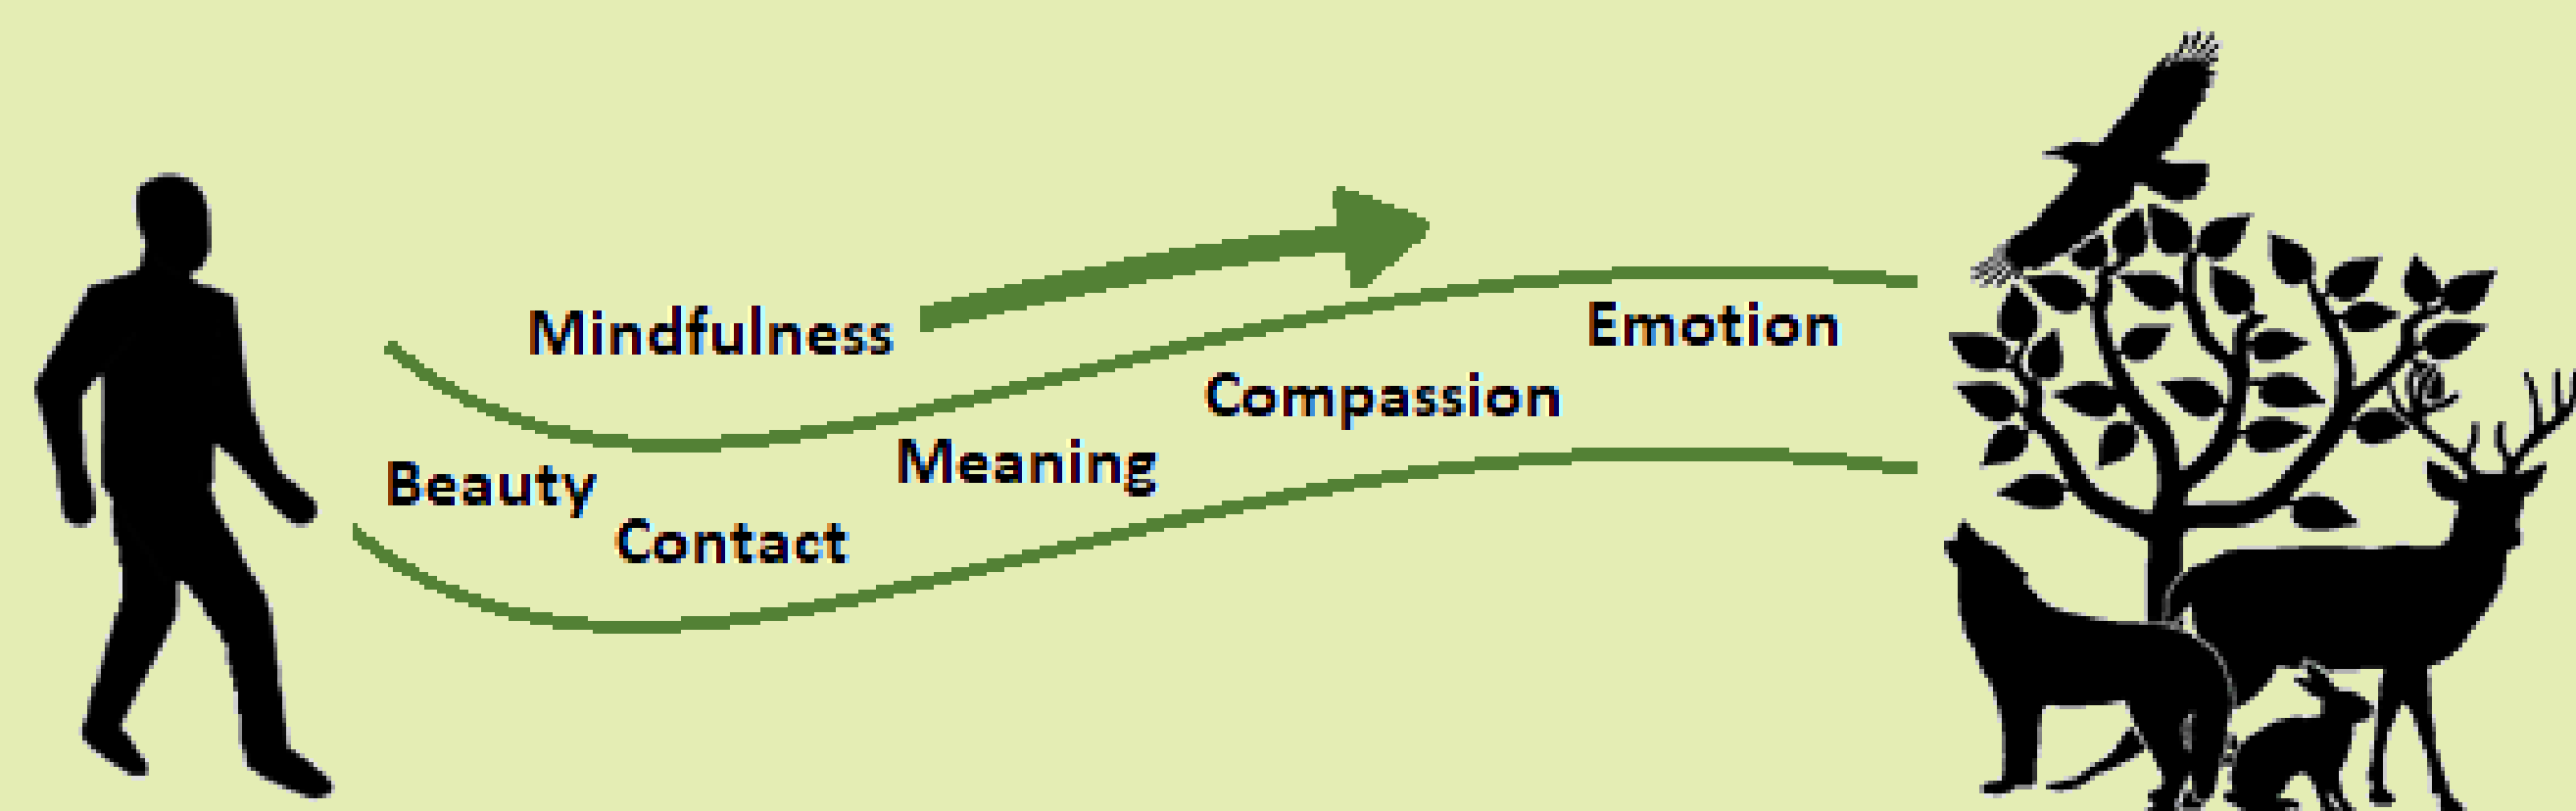 Mindfulness
Beauty
Contact
Meaning
Compassion
Emotion